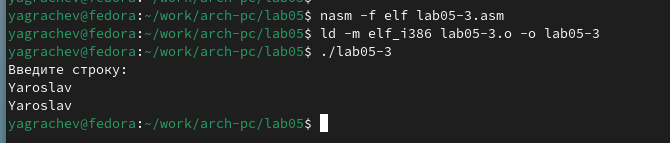 yagrachev@fedora:~/work/arch-pc/lab05$ nasm -f elf lab05-3.asm
yagrachev@fedora:~/work/arch-pc/lab05$ ld -m elf_i386 lab05-3.o -o lab05-3
yagrachev@fedora:~/work/arch-pc/lab05$ ./lab05-3
Введите строку:
Yaroslav
Yaroslav
yagrachev@fedora:~/work/arch-pc/lab05$